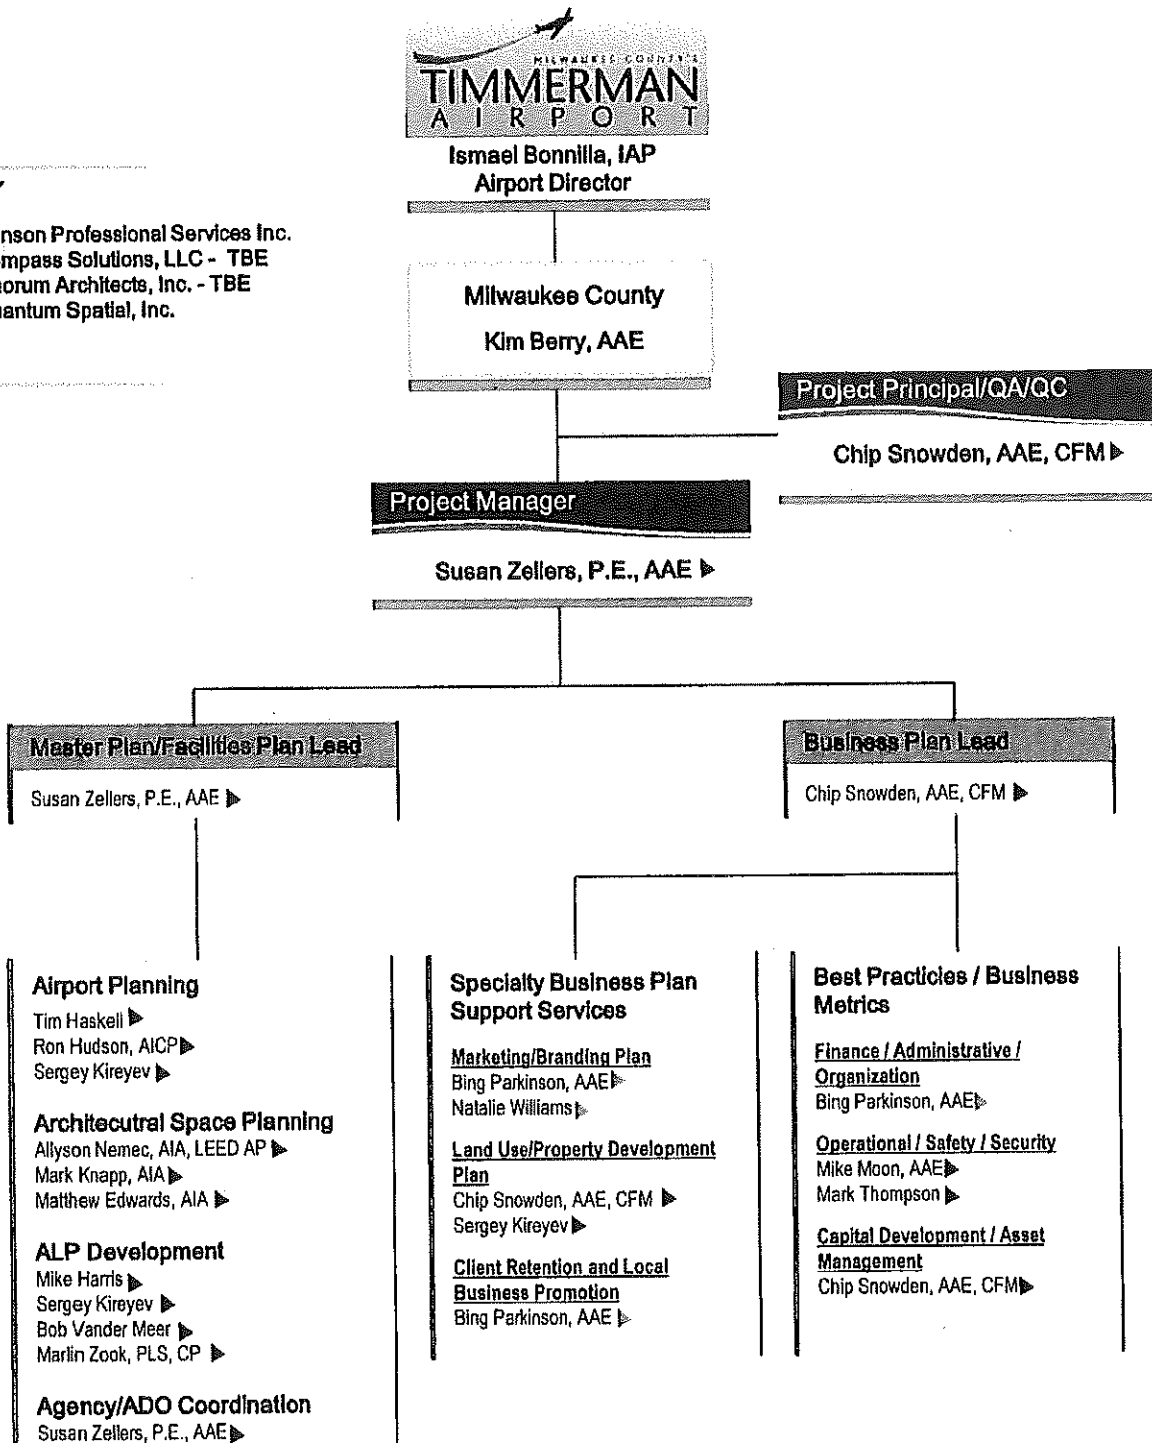 MILWAUKEE COUNTY'S
TIMMERMAN
AIRPORT
Ismael Bonnilla, IAP
Airport Director
nson Professional Services Inc.
mpass Solutions, LLC - TBE
orum Architects, Inc. - TBE
antum Spatial, Inc.
Milwaukee County
Kim Berry, AAE
Project Principal/QA/QC
Chip Snowden, AAE, CFM
Project Manager
Susan Zellers, P.E., AAE
Master Plan/Facilities Plan Lead
Susan Zellers, P.E., AAE
Business Plan Lead
Chip Snowden, AAE, CFM
Airport Planning
Tim Haskell
Ron Hudson, AICP
Sergey Kireyev
Architecutral Space Planning
Allyson Nemec, AIA, LEED AP
Mark Knapp, AIA
Matthew Edwards, AIA
ALP Development
Mike Harris
Sergey Kireyev
Bob Vander Meer
Marlin Zook, PLS, CP
Agency/ADO Coordination
Susan Zellers, P.E., AAE
Specialty Business Plan
Support Services
Marketing/Branding Plan
Bing Parkinson, AAE
Natalie Williams
Land Use/Property Development
Plan
Chip Snowden, AAE, CFM
Sergey Kireyev
Client Retention and Local
Business Promotion
Bing Parkinson, AAE
Best Practicies / Business
Metrics
Finance / Administrative /
Organization
Bing Parkinson, AAE
Operational / Safety / Security
Mike Moon, AAE
Mark Thompson
Capital Development / Asset
Management
Chip Snowden, AAE, CFM